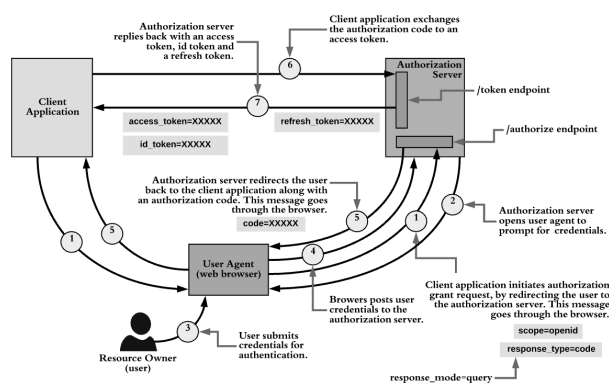 Authorization server
replies back with an access
token, id token and
a refresh token.
Client application exchanges
the authorization code to an
access token.
6
Authorization
Server
Client
Application
7
/token endpoint
access_token=XXXXX
refresh_token=XXXXX
id_token=XXXXX
/authorize endpoint
Authorization server redirects the user
back to the client application along with
an authorization code. This message goes
through the browser.
code=XXXXX
5
1
2
Authorization server
opens user agent to
prompt for credentials.
1
5
User Agent
(web browser)
4
Client application initiates authorization
grant request, by redirecting the user to
the authorization server. This message
goes through the browser.
Browers posts user
credentials to the
authorization server.
scope=openid
response_type=code
3
User submits
credentials for
authentication.
Resource Owner
(user)
response_mode=query